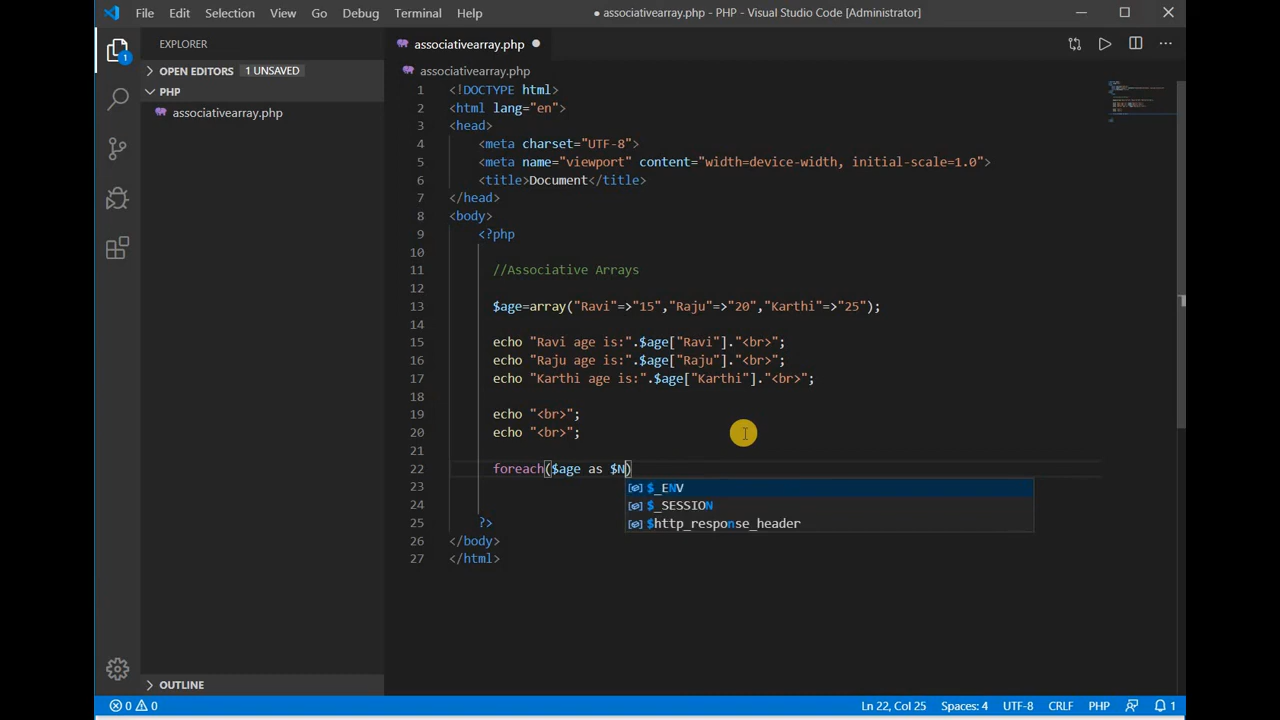 File Edit Selection View Go Debug Terminal Help
● associativearray.php - PHP - Visual Studio Code [Administrator]
EXPLORER
OPEN EDITORS 1 UNSAVED
PHP
associativearray.php
OUTLINE
1
associativearray.php
associativearray.php
1 <!DOCTYPE html>
2 <html lang="en">
3 <head>
4 <meta charset="UTF-8">
5 <meta name="viewport" content="width=device-width, initial-scale=1.0">
6 <title>Document</title>
7 </head>
8 <body>
9 <?php
10
11 //Associative Arrays
12
13 $age=array("Ravi"=>"15","Raju"=>"20","Karthi"=>"25");
14
15 echo "Ravi age is:".$age["Ravi"]."<br>";
16 echo "Raju age is:".$age["Raju"]."<br>";
17 echo "Karthi age is:".$age["Karthi"]."<br>";
18
19 echo "<br>";
20 echo "<br>";
21
22 foreach($age as $N)
23 $_ENV
24 $_SESSION
$http_response_header
25 ?>
26 </body>
27 </html>
0 0 Ln 22, Col 25 Spaces: 4 UTF-8 CRLF PHP 1